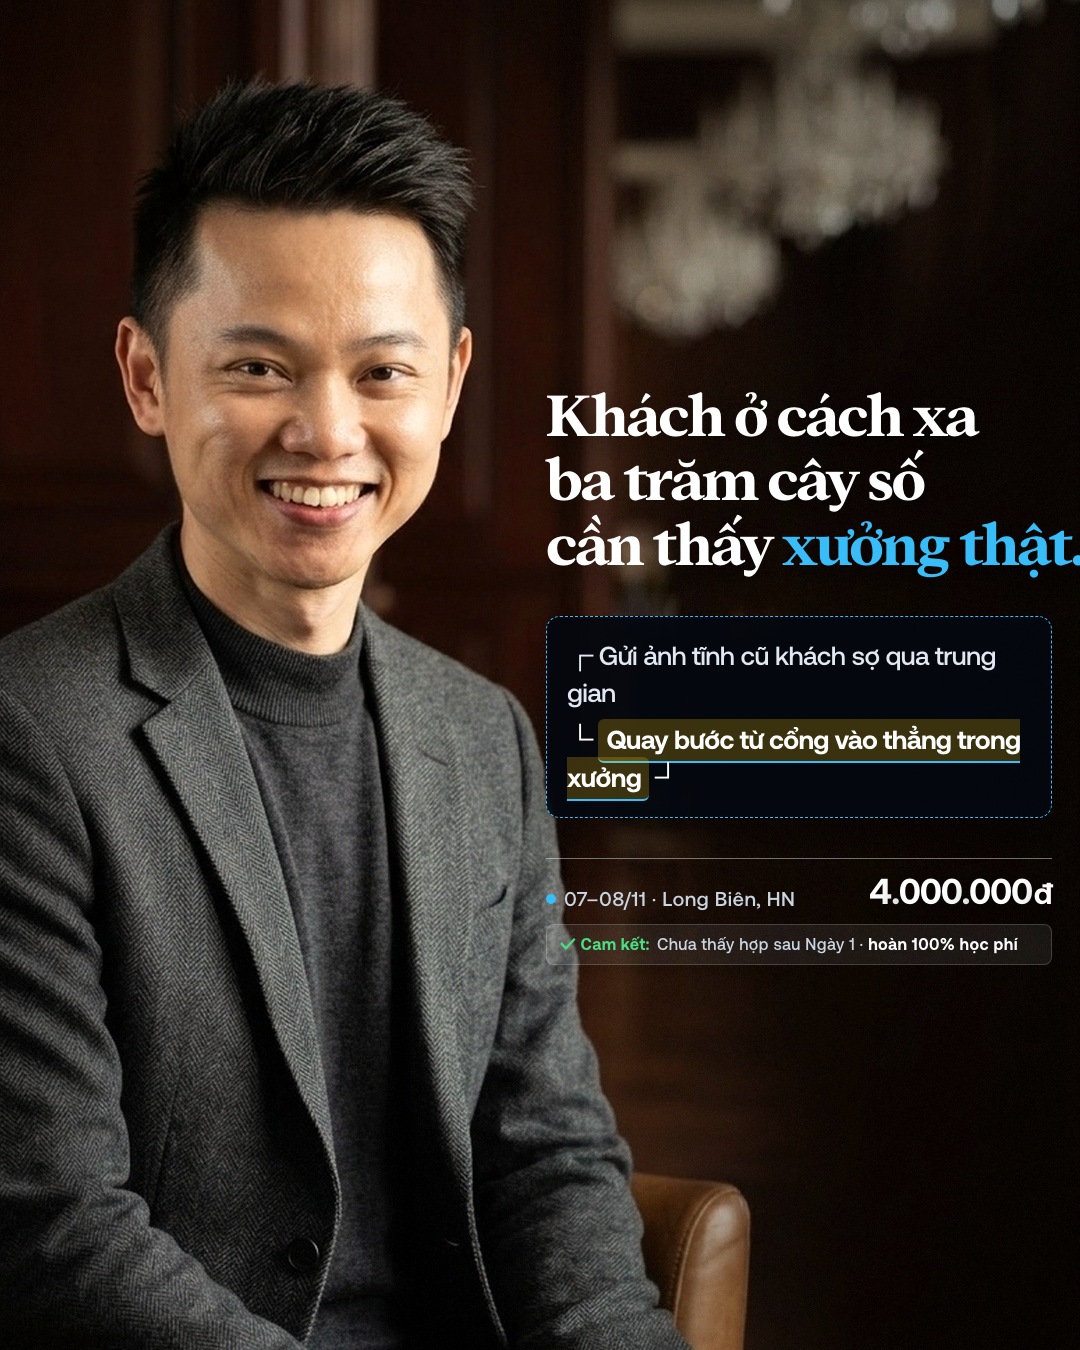 Khách ở cách xa
ba trăm cây số
cần thấy xưởng thật.
┌ Gửi ảnh tĩnh cũ khách sợ qua trung
gian
└ Quay bước từ cổng vào thẳng trong
xưởng ┘
07–08/11 · Long Biên, HN
4.000.000đ
✓ Cam kết: Chưa thấy hợp sau Ngày 1 · hoàn 100% học phí